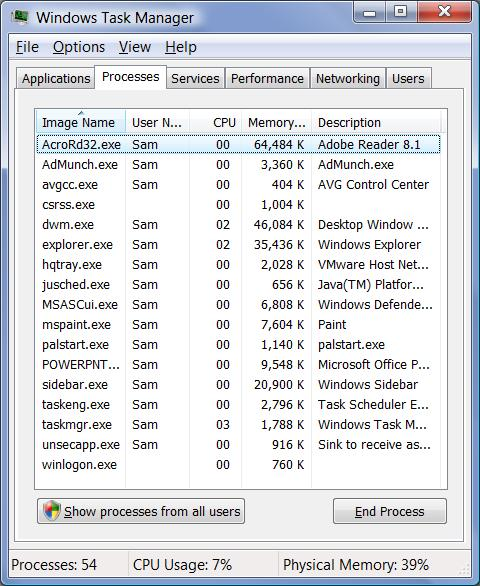 Windows Task Manager
File Options View Help
Applications Processes Services Performance Networking Users
Image Name User N... CPU Memory... Description
AcroRd32.exe Sam 00 64,484 K Adobe Reader 8.1
AdMunch.exe Sam 00 3,360 K AdMunch.exe
avgcc.exe Sam 00 404 K AVG Control Center
csrss.exe 00 1,004 K
dwm.exe Sam 02 46,084 K Desktop Window ...
explorer.exe Sam 02 35,436 K Windows Explorer
hqtray.exe Sam 00 2,028 K VMware Host Net...
jusched.exe Sam 00 656 K Java(TM) Platfor...
MSASCui.exe Sam 00 6,808 K Windows Defende...
mspaint.exe Sam 00 7,604 K Paint
palstart.exe Sam 00 1,140 K palstart.exe
POWERPNT... Sam 00 9,548 K Microsoft Office P...
sidebar.exe Sam 00 20,900 K Windows Sidebar
taskeng.exe Sam 00 2,796 K Task Scheduler E...
taskmgr.exe Sam 03 1,788 K Windows Task M...
unsecapp.exe Sam 00 916 K Sink to receive as...
winlogon.exe 00 760 K
Show processes from all users End Process
Processes: 54 CPU Usage: 7% Physical Memory: 39%